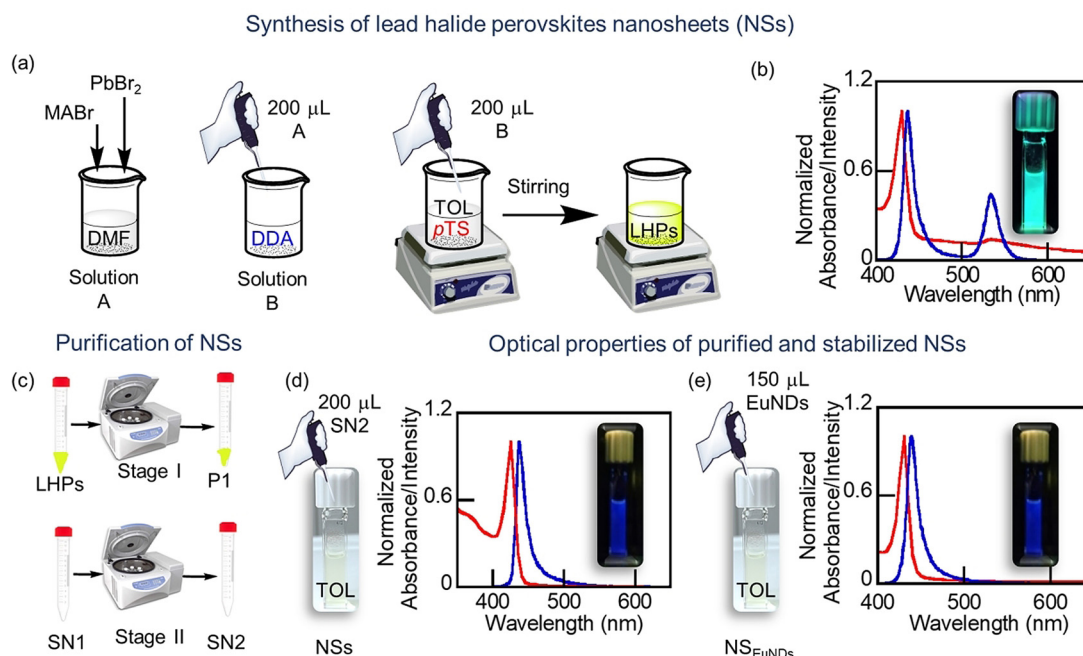 Synthesis of lead halide perovskites nanosheets (NSs)
(a)
PbBr₂
MABr
DMF
Solution
A
200 μL
A
DDA
Solution
B
200 μL
B
TOL
pTS
Stirring
LHPs
(b)
Normalized
Absorbance/Intensity
1.2
0.6
400 500 600
Wavelength (nm)
Purification of NSs
(c)
LHPs
Stage I
P1
SN1
Stage II
SN2
Optical properties of purified and stabilized NSs
(d)
200 μL
SN2
TOL
NSs
Normalized
Absorbance/Intensity
1.2
0.6
400 500 600
Wavelength (nm)
(e)
150 μL
EuNDs
TOL
NS_EuNDs
Normalized
Absorbance/Intensity
1.2
0.6
400 500 600
Wavelength (nm)